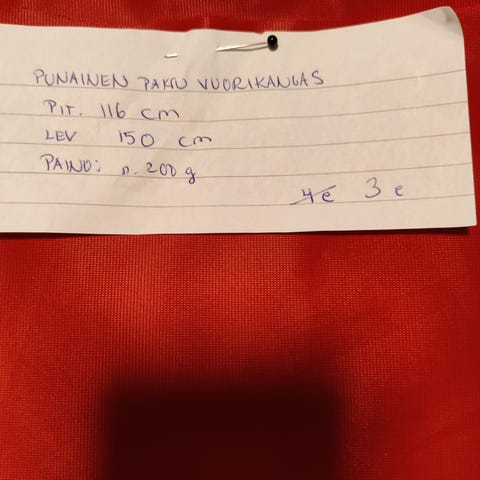 PUNAINEN PAKSU VUORIKANGAS
PIT. 116 cm
LEV 150 cm
PAINO: n. 200 g
4e 3 e